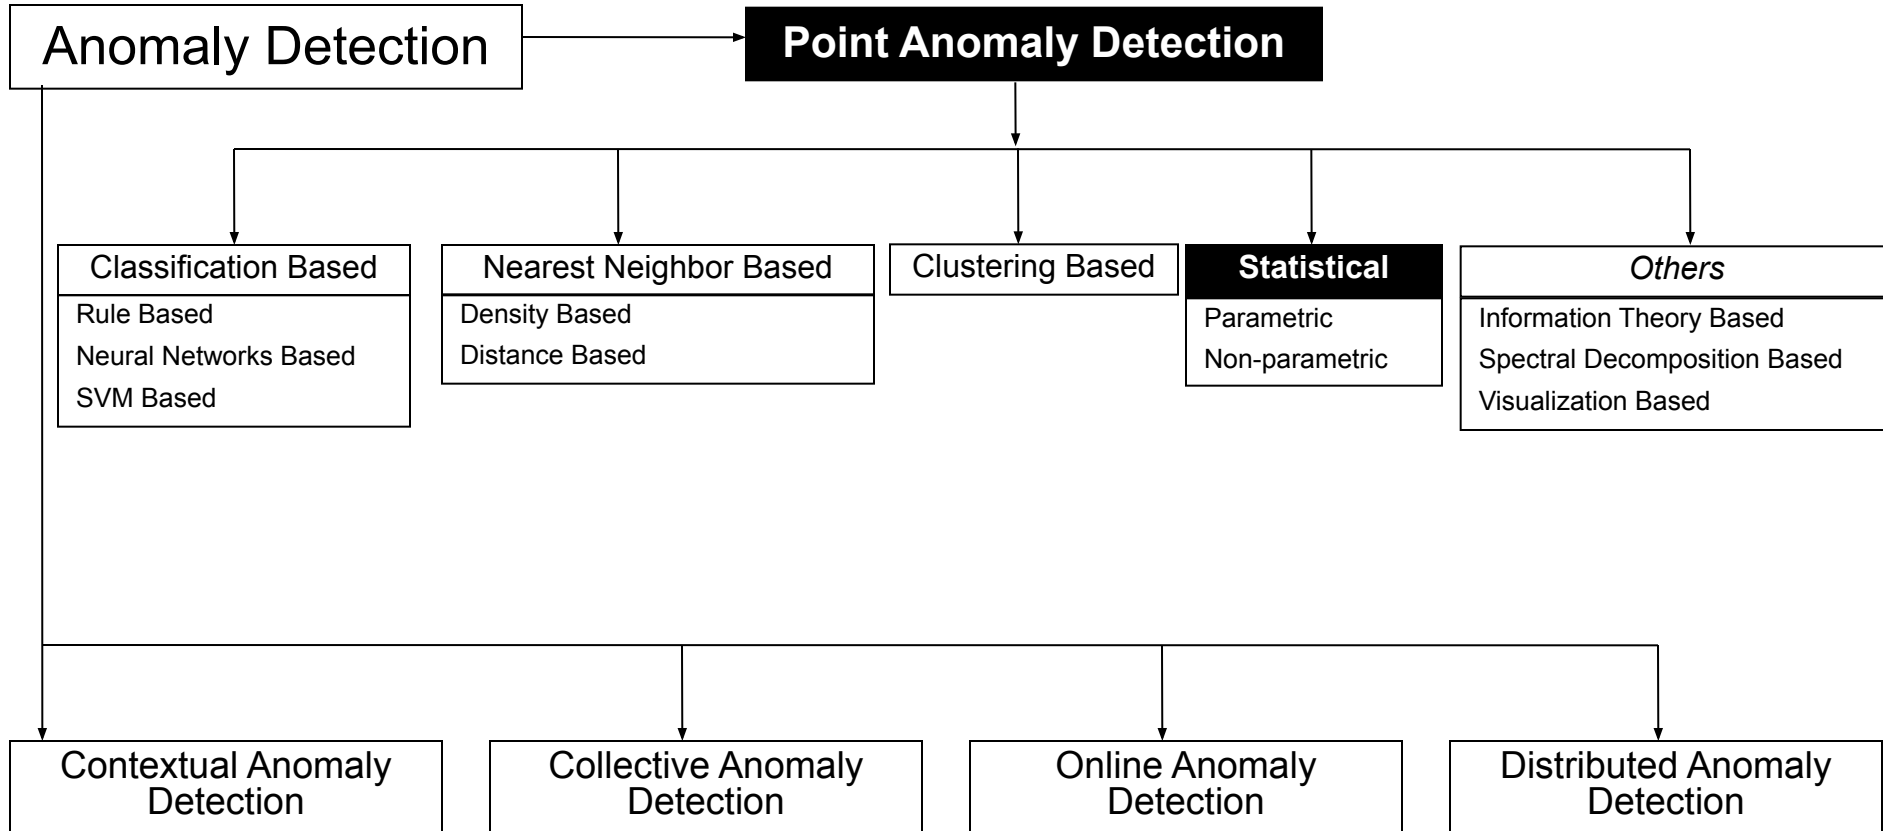 Anomaly Detection
Point Anomaly Detection
Classification Based
Rule Based
Neural Networks Based
SVM Based
Nearest Neighbor Based
Density Based
Distance Based
Clustering Based
Statistical
Parametric
Non-parametric
Others
Information Theory Based
Spectral Decomposition Based
Visualization Based
Contextual Anomaly
Detection
Collective Anomaly
Detection
Online Anomaly
Detection
Distributed Anomaly
Detection